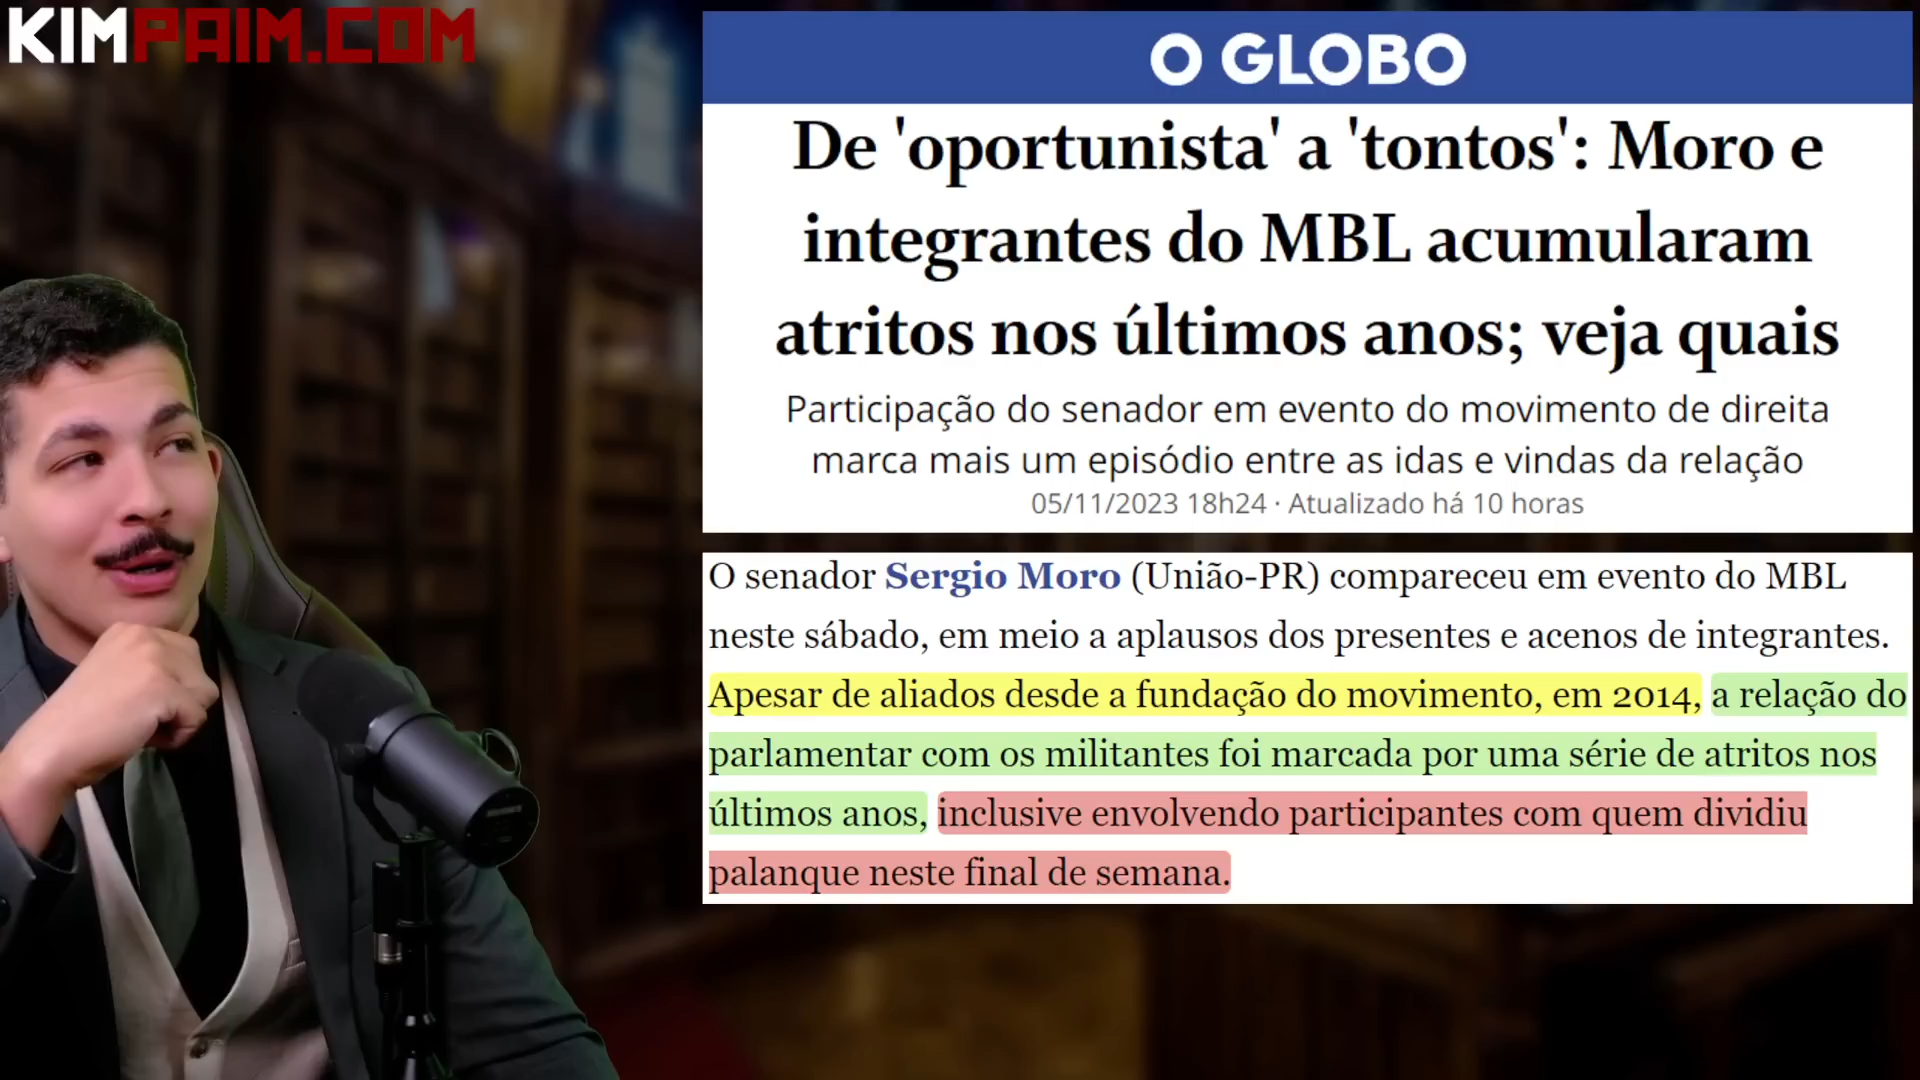 KIMPAIM.COM
O GLOBO
De 'oportunista' a 'tontos': Moro e
integrantes do MBL acumularam
atritos nos últimos anos; veja quais
Participação do senador em evento do movimento de direita
marca mais um episódio entre as idas e vindas da relação
05/11/2023 18h24 · Atualizado há 10 horas
O senador Sergio Moro (União-PR) compareceu em evento do MBL
neste sábado, em meio a aplausos dos presentes e acenos de integrantes.
Apesar de aliados desde a fundação do movimento, em 2014, a relação do
parlamentar com os militantes foi marcada por uma série de atritos nos
últimos anos, inclusive envolvendo participantes com quem dividiu
palanque neste final de semana.